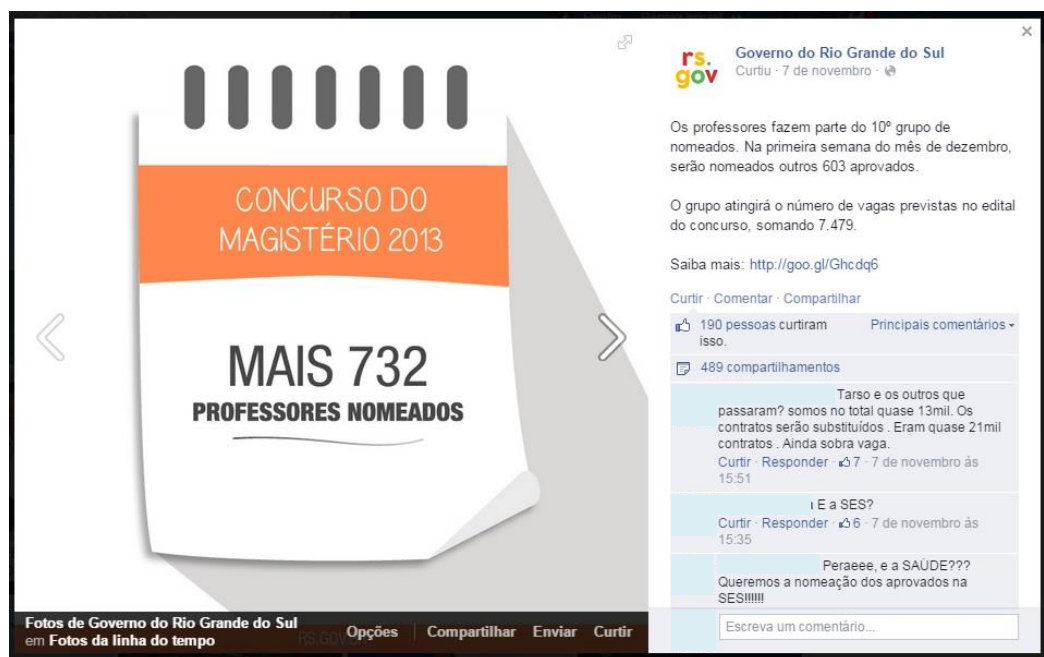 CONCURSO DO
MAGISTÉRIO 2013
MAIS 732
PROFESSORES NOMEADOS
Fotos de Governo do Rio Grande do Sul
em Fotos da linha do tempo
RS.GOV.BR
Opções Compartilhar Enviar Curtir
rs.
gov
Governo do Rio Grande do Sul
Curtiu · 7 de novembro ·
Os professores fazem parte do 10º grupo de
nomeados. Na primeira semana do mês de dezembro,
serão nomeados outros 603 aprovados.
O grupo atingirá o número de vagas previstas no edital
do concurso, somando 7.479.
Saiba mais: http://goo.gl/Ghcdq6
Curtir · Comentar · Compartilhar
190 pessoas curtiram
isso.
Principais comentários
489 compartilhamentos
Tarso e os outros que
passaram? somos no total quase 13mil. Os
contratos serão substituídos . Eram quase 21mil
contratos . Ainda sobra vaga.
Curtir · Responder · 7 · 7 de novembro às
15:51
E a SES?
Curtir · Responder · 6 · 7 de novembro às
15:35
Peraeee, e a SAÚDE???
Queremos a nomeação dos aprovados na
SES!!!!!!
Escreva um comentário...